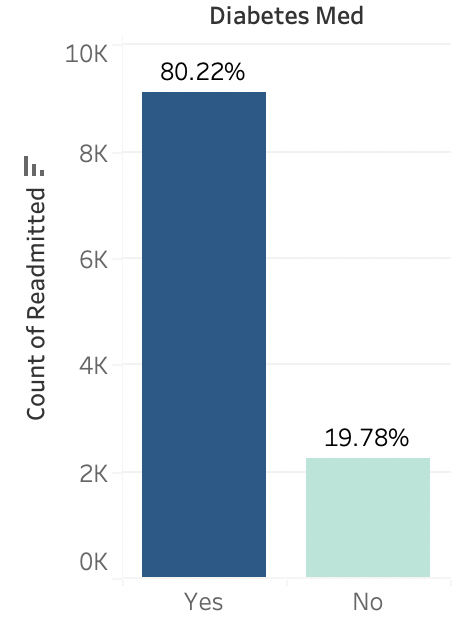 Diabetes Med
Count of Readmitted
10K
8K
6K
4K
2K
0K
80.22%
19.78%
Yes
No